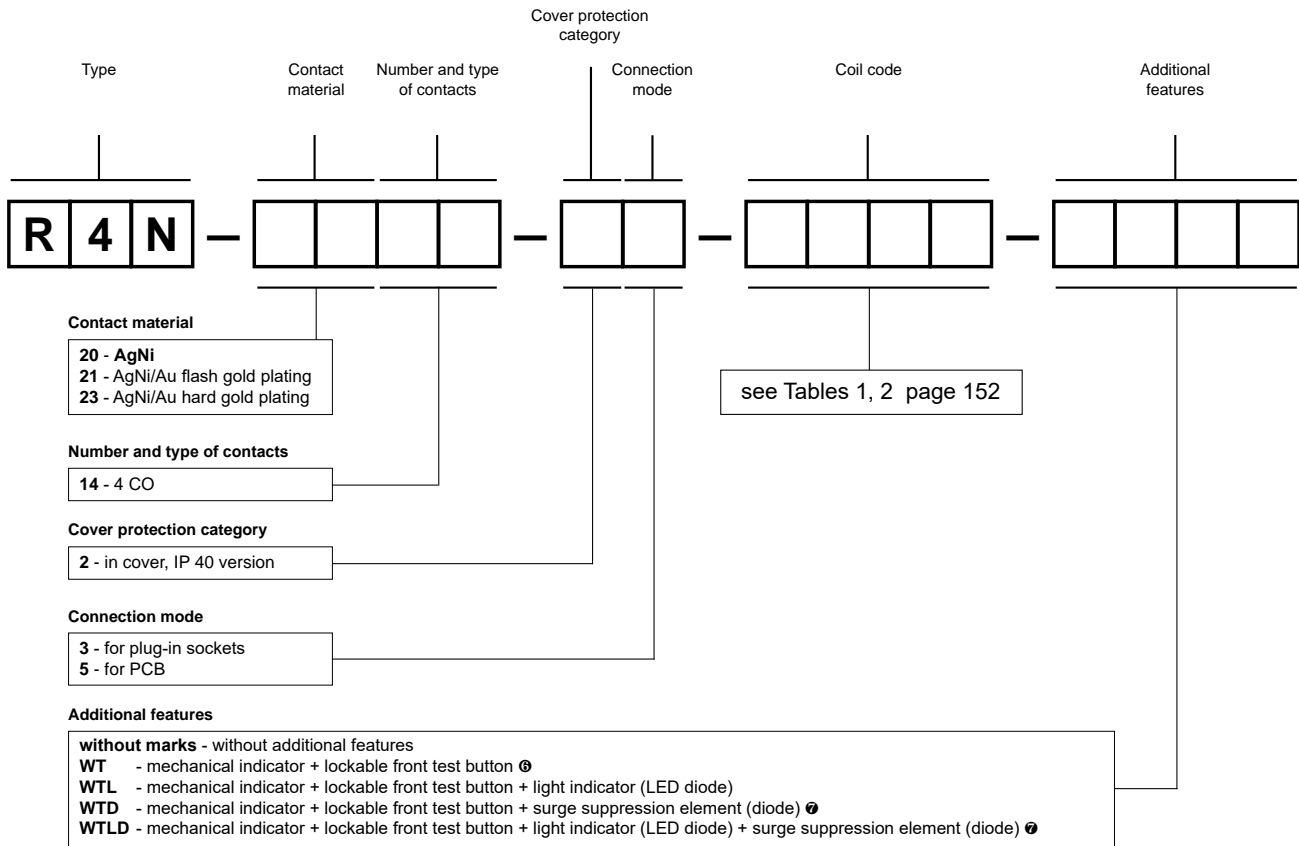 Cover protection
category
Type
Contact
material
Number and type
of contacts
Connection
mode
Coil code
Additional
features
R 4 N – – – –
Contact material
20 - AgNi
21 - AgNi/Au flash gold plating
23 - AgNi/Au hard gold plating
see Tables 1, 2 page 152
Number and type of contacts
14 - 4 CO
Cover protection category
2 - in cover, IP 40 version
Connection mode
3 - for plug-in sockets
5 - for PCB
Additional features
without marks - without additional features
WT - mechanical indicator + lockable front test button ❻
WTL - mechanical indicator + lockable front test button + light indicator (LED diode)
WTD - mechanical indicator + lockable front test button + surge suppression element (diode) ❼
WTLD - mechanical indicator + lockable front test button + light indicator (LED diode) + surge suppression element (diode) ❼